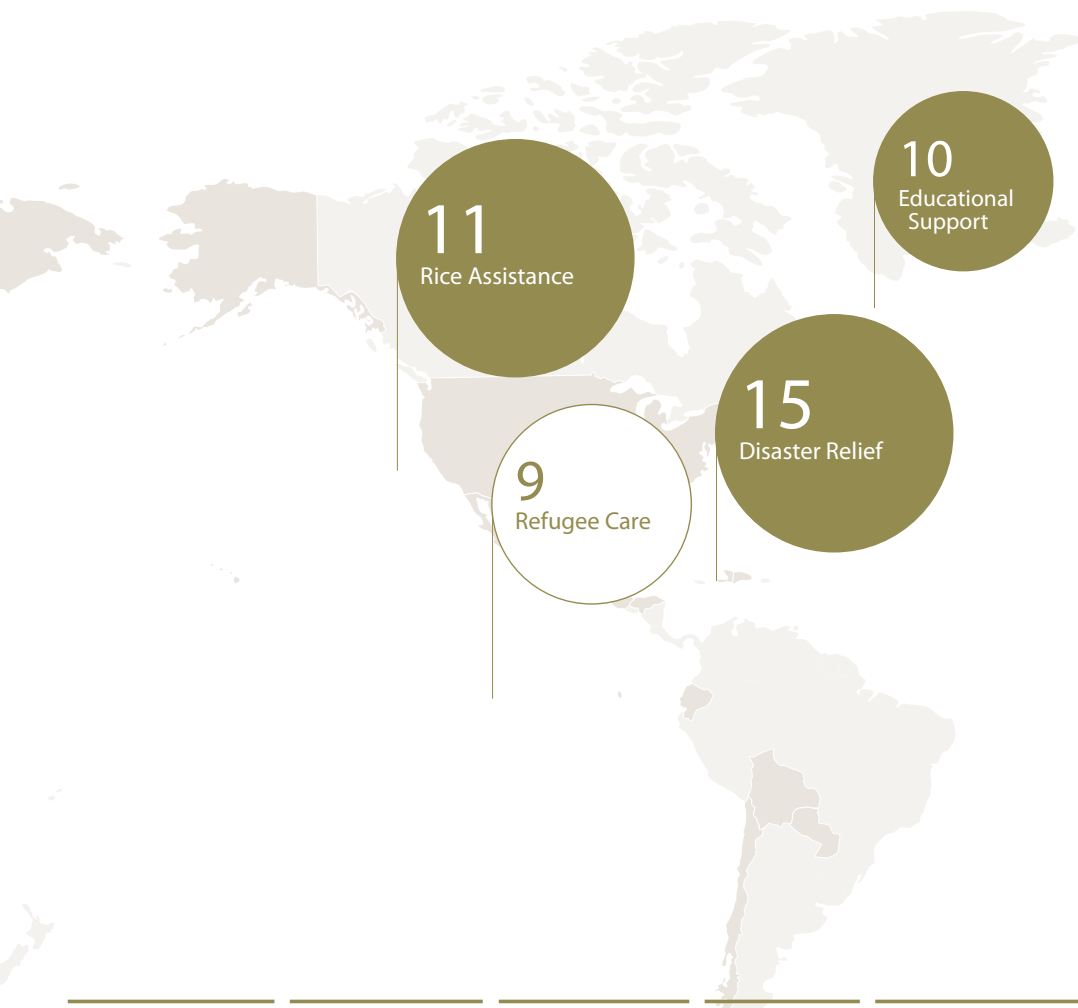 10
Educational
Support
11
Rice Assistance
15
Disaster Relief
9
Refugee Care